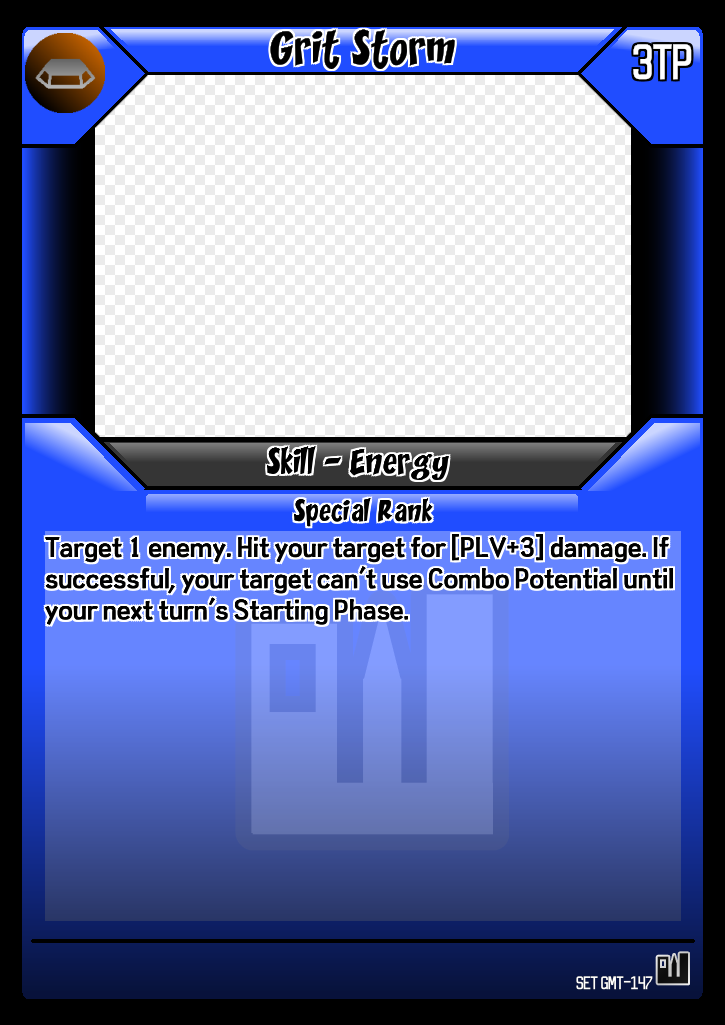 Grit Storm
3TP
Skill - Energy
Special Rank
Target 1 enemy. Hit your target for [PLV+3] damage. If
successful, your target can't use Combo Potential until
your next turn's Starting Phase.
SET GMT-147